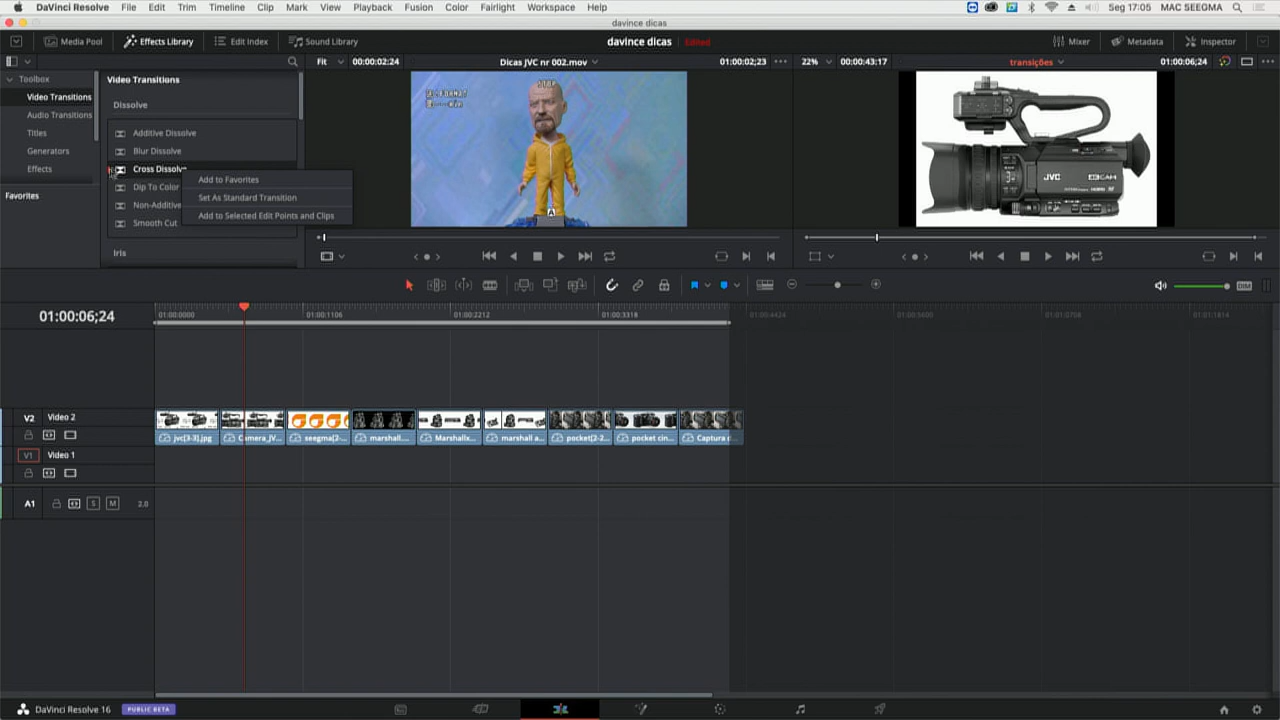 DaVinci Resolve File Edit Trim Timeline Clip Mark View Playback Fusion Color Fairlight Workspace Help Seg 17:05 MAC SEEGMA
davince dicas
Media Pool Effects Library Edit Index Sound Library davince dicas Edited Mixer Metadata Inspector
Fit 00:00:02:24 Dicas JVC nr 002.mov 01:00:02;23 22% 00:00:43:17 transições 01:00:06;24
Toolbox
Video Transitions
Audio Transitions
Titles
Generators
Effects
Favorites
Video Transitions
Dissolve
Additive Dissolve
Blur Dissolve
Cross Dissolve
Dip To Color
Non-Additive
Smooth Cut
Iris
Add to Favorites
Set As Standard Transition
Add to Selected Edit Points and Clips
STOP
A
JVC
4KCAM
DIM
01:00:06;24
01:00:0000 01:00:1106 01:00:2212 01:00:3318 01:00:4424 01:00:5400 01:01:0708 01:01:1814
V2 Video 2
jvc[3-3].jpg Camera_JV... seegma[2-... marshall.... Marshallx... marshall a... pocket[2-2... pocket cin... Captura d
V1 Video 1
A1 S M 2.0
DaVinci Resolve 16 PUBLIC BETA